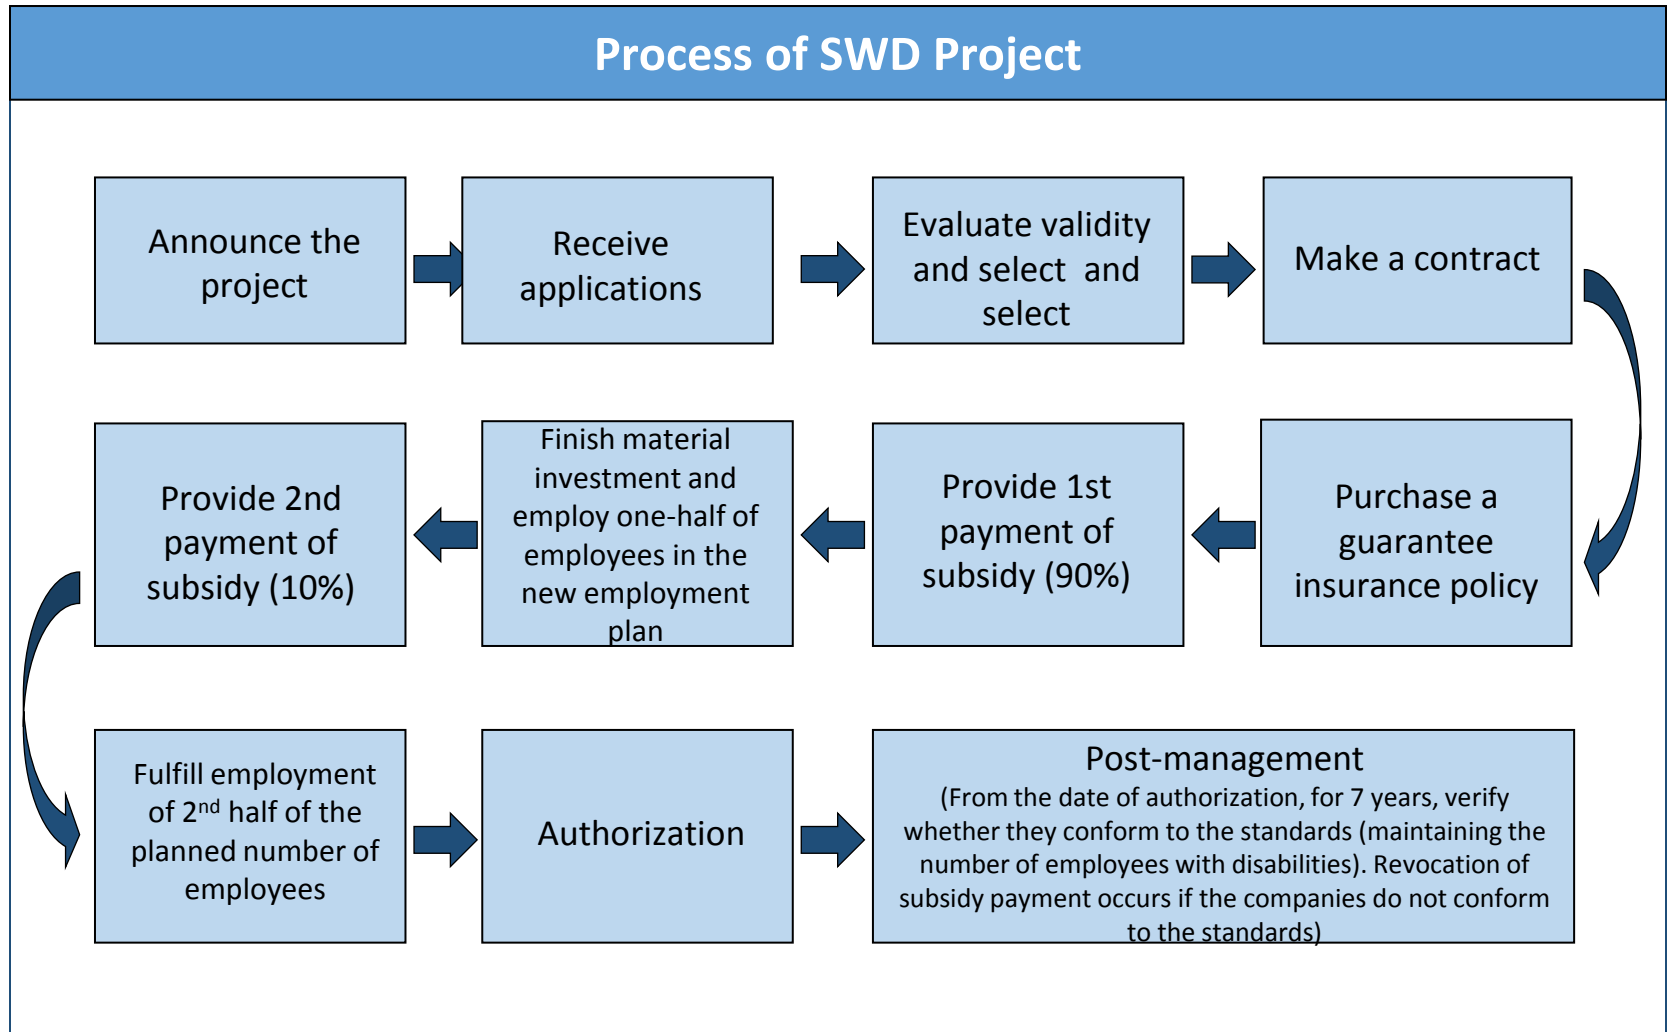 Process of SWD Project
Announce the
project
Receive
applications
Evaluate validity
and select  and
select
Make a contract
Purchase a
guarantee
insurance policy
Provide 1st
payment of
subsidy (90%)
Finish material
investment and
employ one-half of
employees in the
new employment
plan
Provide 2nd
payment of
subsidy (10%)
Fulfill employment
of 2nd half of the
planned number of
employees
Authorization
Post-management
(From the date of authorization, for 7 years, verify
whether they conform to the standards (maintaining the
number of employees with disabilities). Revocation of
subsidy payment occurs if the companies do not conform
to the standards)